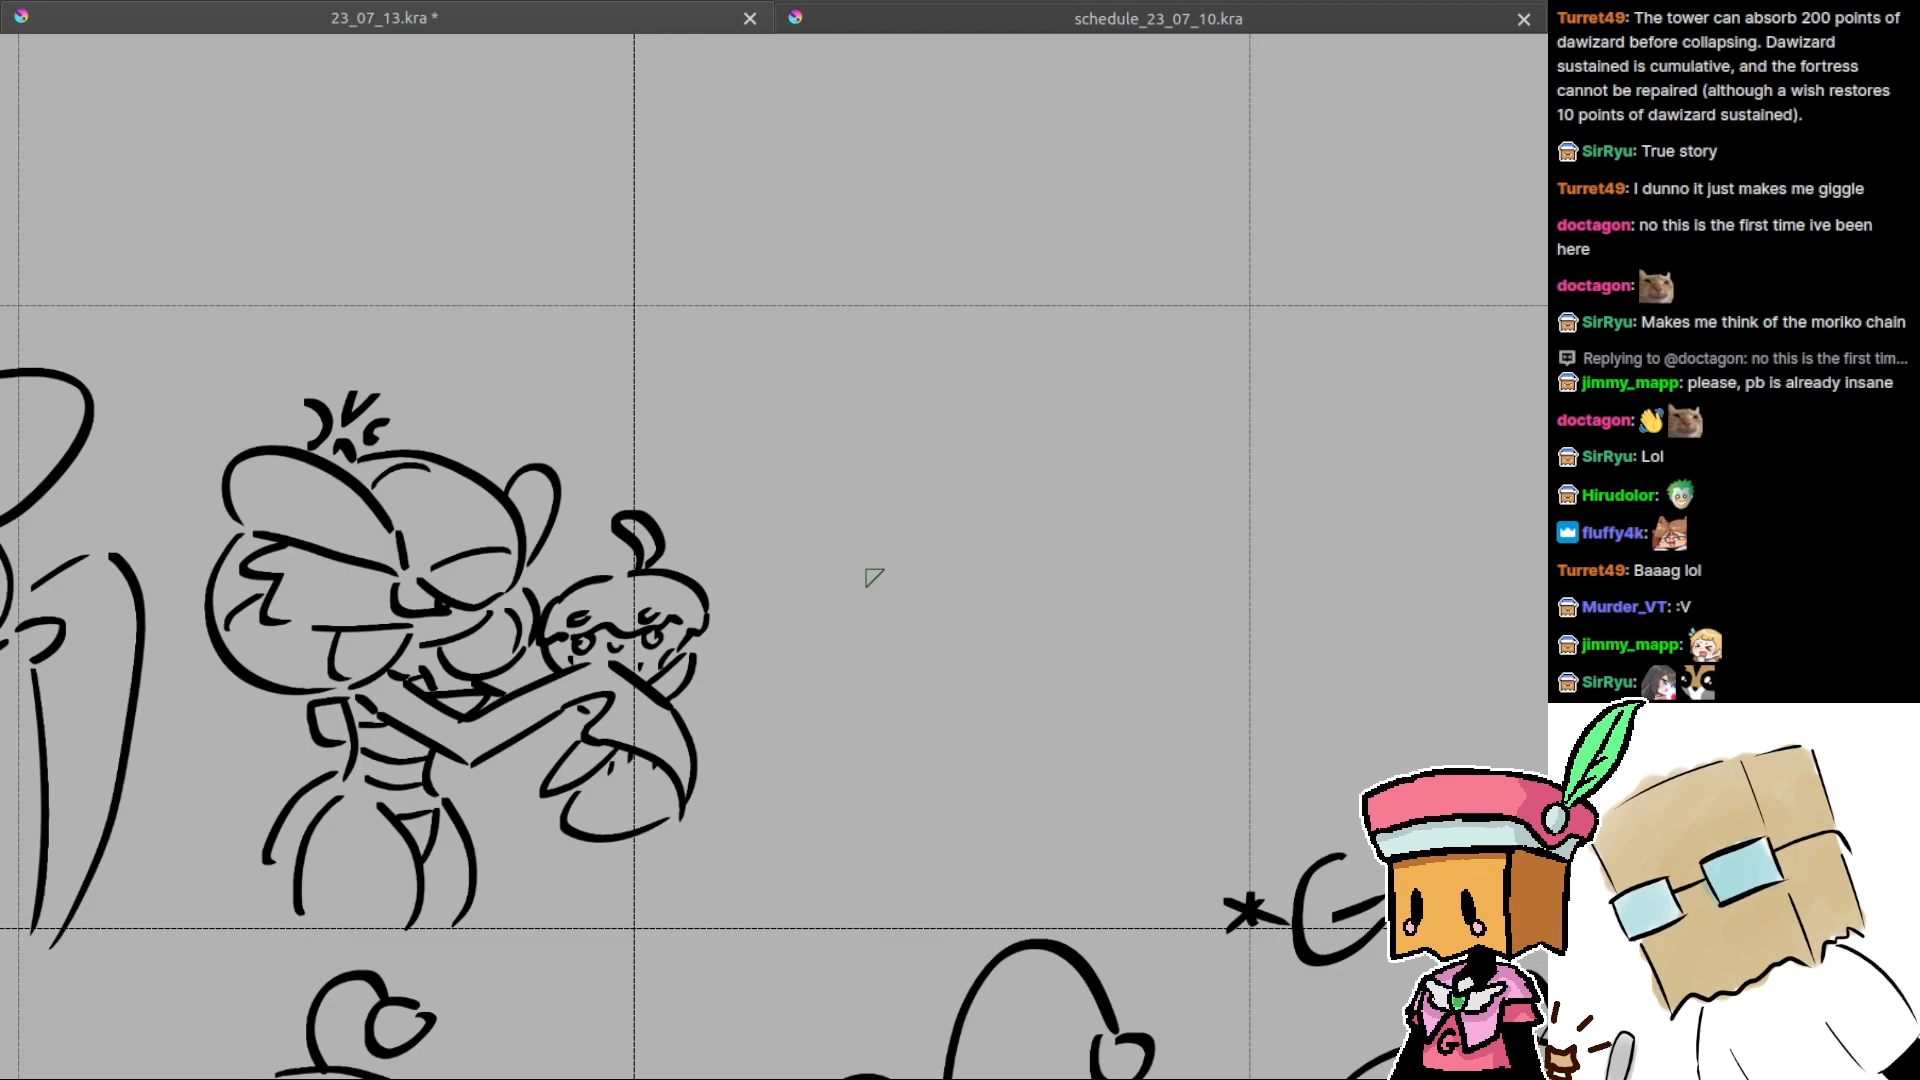 23_07_13.kra *
schedule_23_07_10.kra
Turret49: The tower can absorb 200 points of
dawizard before collapsing. Dawizard
sustained is cumulative, and the fortress
cannot be repaired (although a wish restores
10 points of dawizard sustained).
SirRyu: True story
Turret49: I dunno it just makes me giggle
doctagon: no this is the first time ive been
here
doctagon:
SirRyu: Makes me think of the moriko chain
Replying to @doctagon: no this is the first tim...
jimmy_mapp: please, pb is already insane
doctagon:
SirRyu: Lol
Hirudolor:
fluffy4k:
Turret49: Baaag lol
Murder_VT: :V
jimmy_mapp:
SirRyu:
*G
G